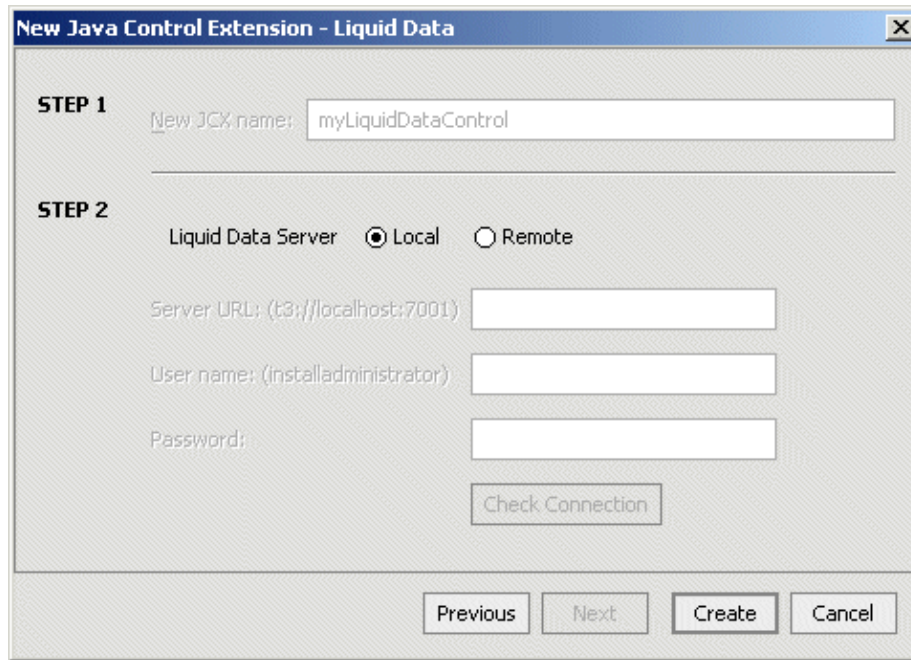 New Java Control Extension - Liquid Data
STEP 1
New JCX name: myLiquidDataControl
STEP 2
Liquid Data Server Local Remote
Server URL: (t3://localhost:7001)
User name: (installadministrator)
Password:
Check Connection
Previous Next Create Cancel